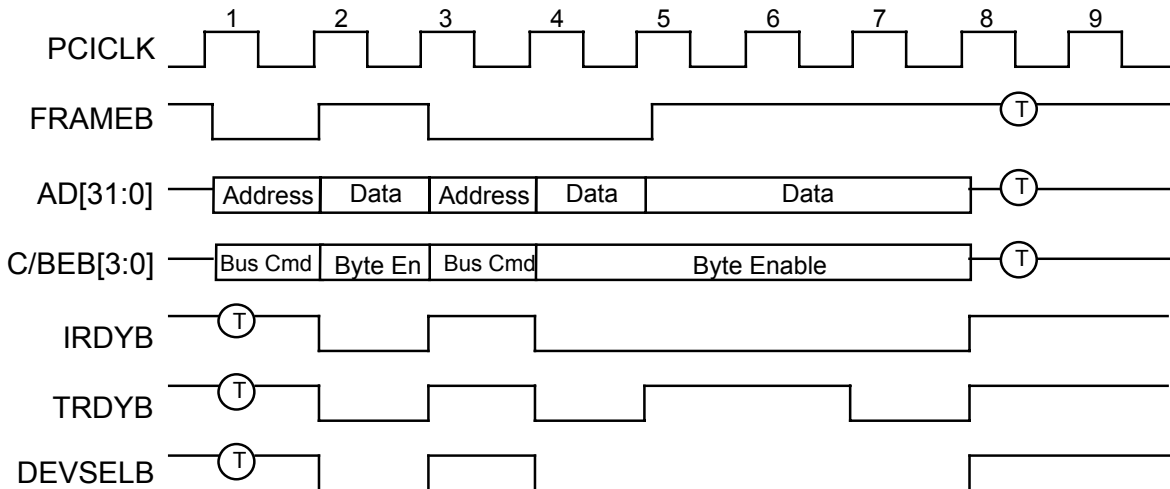 1 2 3 4 5 6 7 8 9
PCICLK
FRAMEB T
AD[31:0] Address Data Address Data Data T
C/BEB[3:0] Bus Cmd Byte En Bus Cmd Byte Enable T
IRDYB T
TRDYB T
DEVSELB T